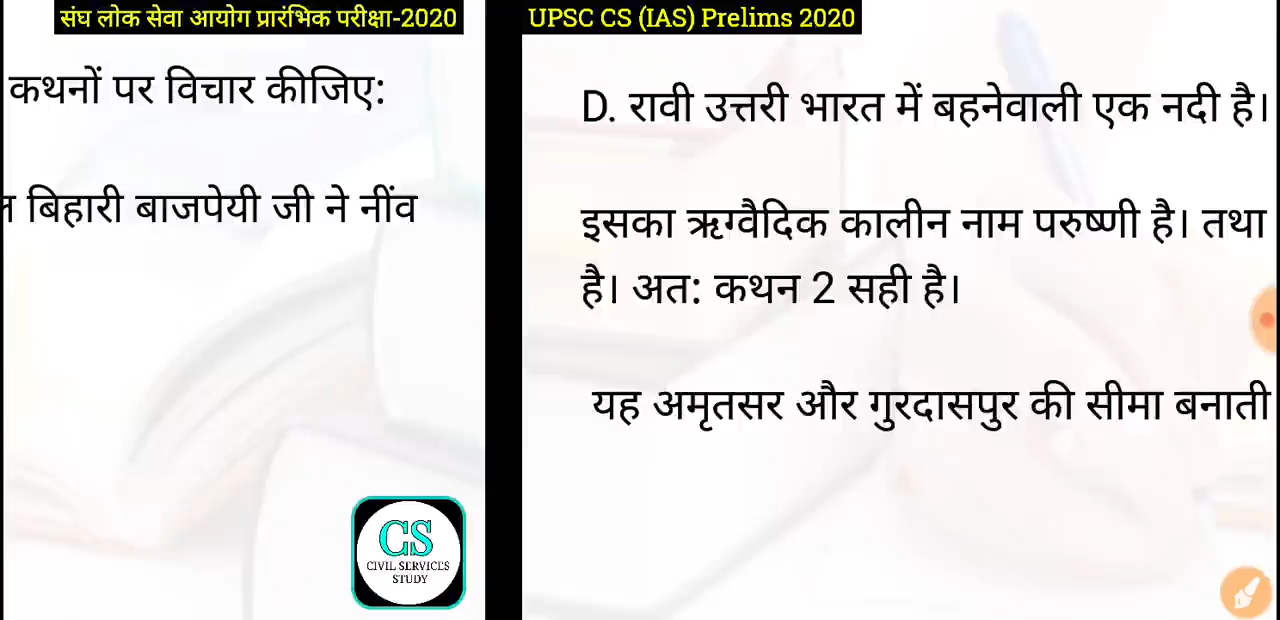 संघ लोक सेवा आयोग प्रारंभिक परीक्षा-2020
कथनों पर विचार कीजिए:
बिहारी बाजपेयी जी ने नींव
CS
CIVIL SERVICES
STUDY
UPSC CS (IAS) Prelims 2020
D. रावी उत्तरी भारत में बहनेवाली एक नदी है।
इसका ऋग्वैदिक कालीन नाम परुष्णी है। तथा
है। अत: कथन 2 सही है।
यह अमृतसर और गुरदासपुर की सीमा बनाती